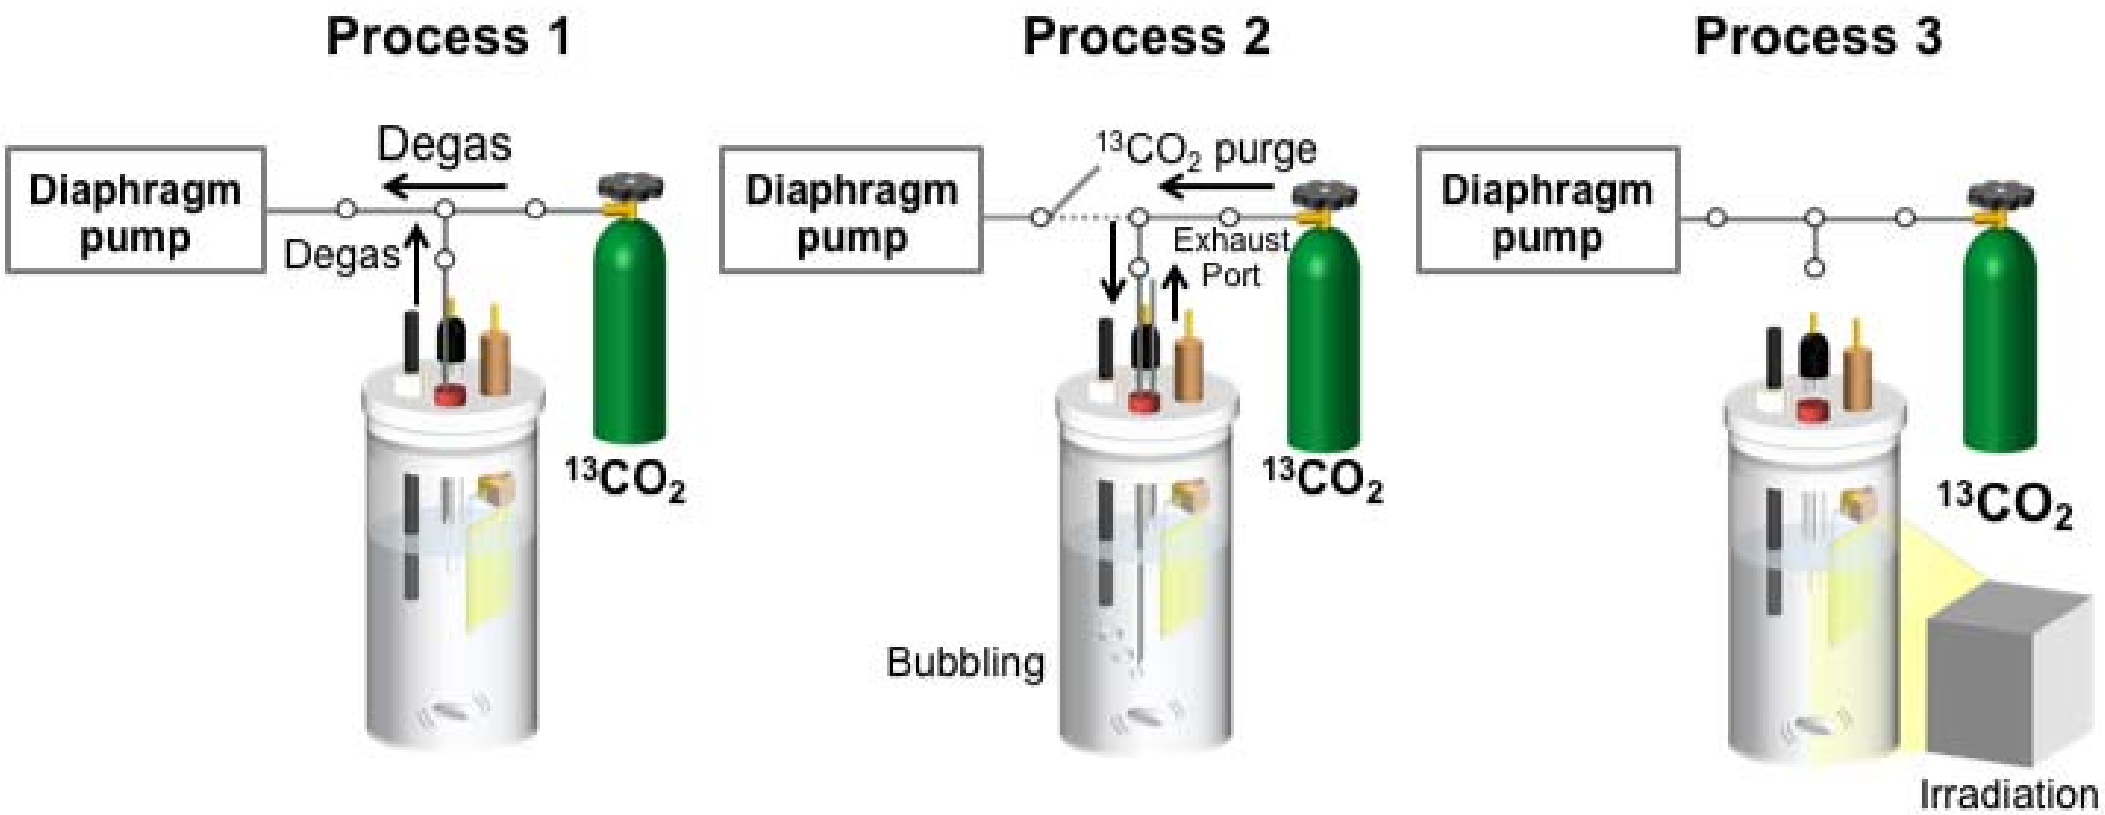 Process 1
Diaphragm
pump
Degas
Degas
¹³CO₂
Process 2
Diaphragm
pump
¹³CO₂ purge
Exhaust
Port
Bubbling
¹³CO₂
Process 3
Diaphragm
pump
¹³CO₂
Irradiation